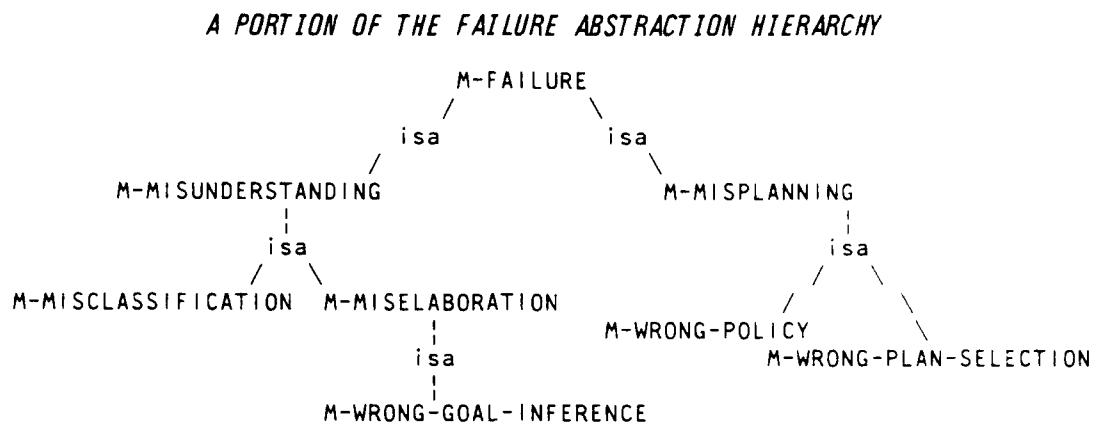 A PORTION OF THE FAILURE ABSTRACTION HIERARCHY
M-FAILURE
isa isa
M-MISUNDERSTANDING M-MISPLANNING
isa isa
M-MISCLASSIFICATION M-MISELABORATION
M-WRONG-POLICY
isa M-WRONG-PLAN-SELECTION
M-WRONG-GOAL-INFERENCE